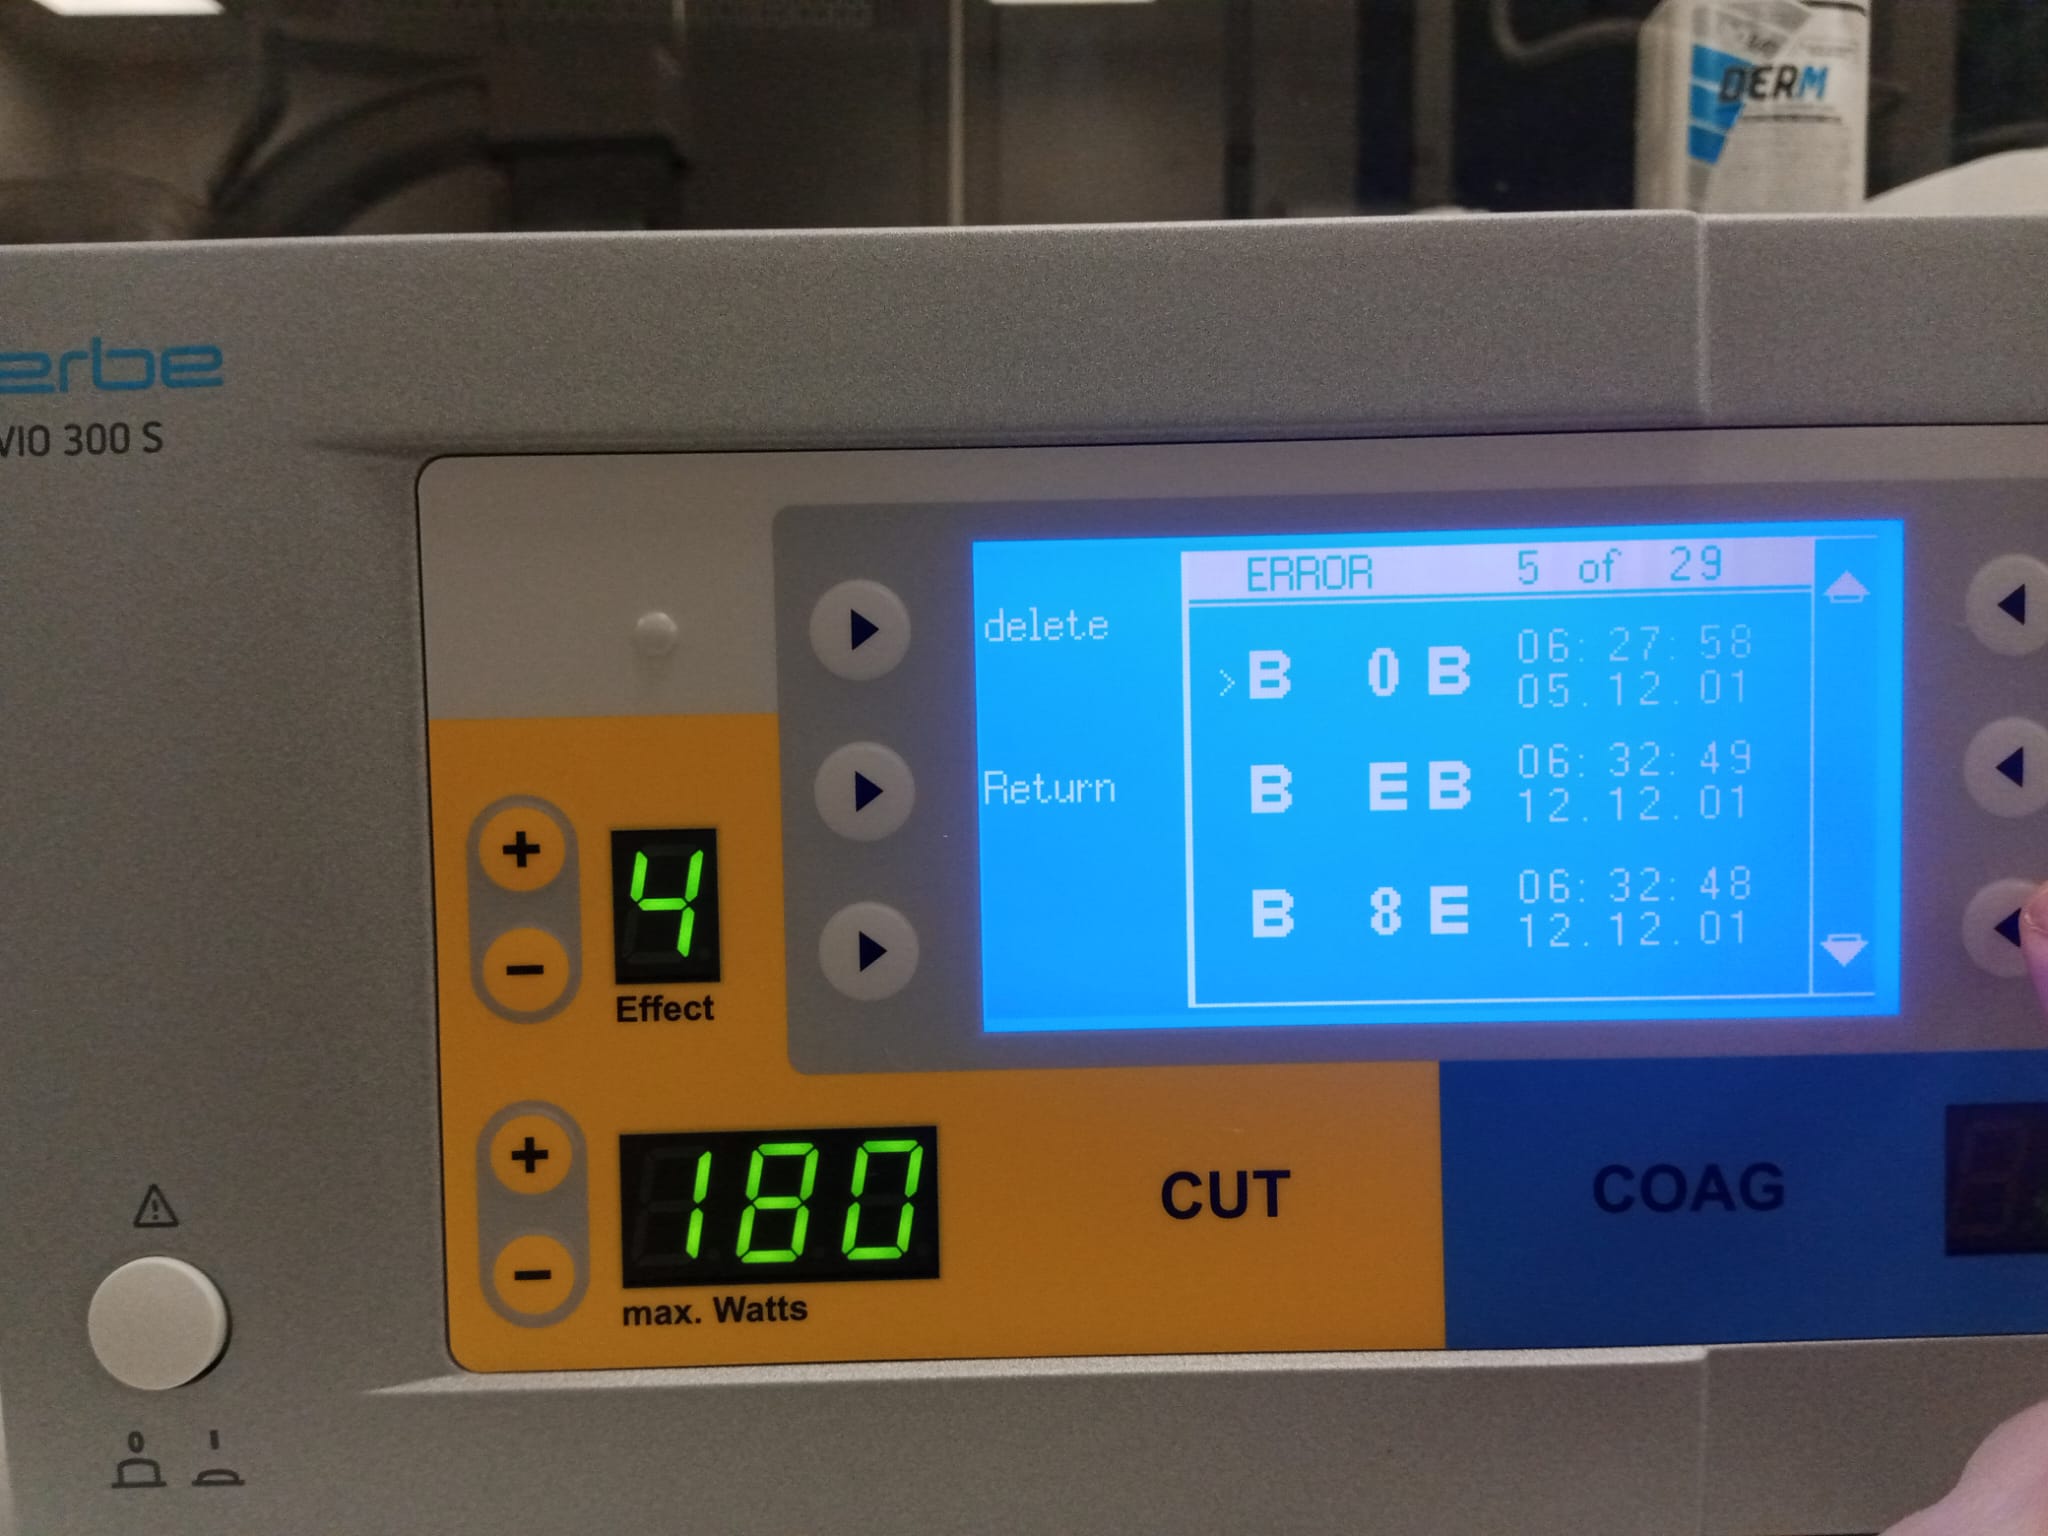 DERM
erbe
VIO 300 S
ERROR 5 of 29
delete
> B 0B 06:27:58
05.12.01
Return
B EB 06:32:49
12.12.01
B 8E 06:32:48
12.12.01
+
4
−
Effect
+
180
−
max. Watts
CUT
COAG
0 I